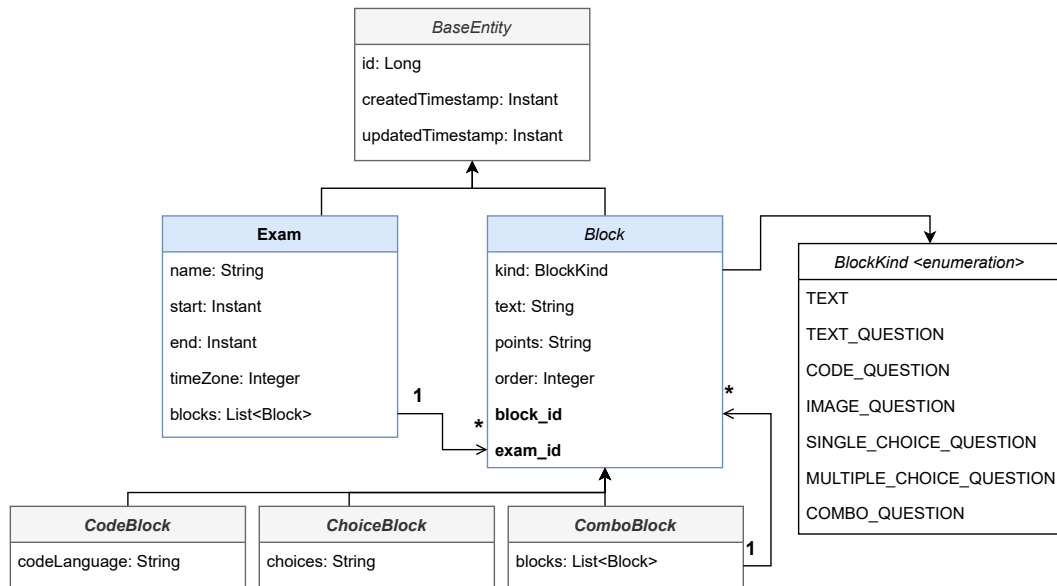 BaseEntity
id: Long
createdTimestamp: Instant
updatedTimestamp: Instant
Exam
name: String
start: Instant
end: Instant
timeZone: Integer
blocks: List<Block>
1
*
Block
kind: BlockKind
text: String
points: String
order: Integer
block_id
exam_id
*
BlockKind <enumeration>
TEXT
TEXT_QUESTION
CODE_QUESTION
IMAGE_QUESTION
SINGLE_CHOICE_QUESTION
MULTIPLE_CHOICE_QUESTION
COMBO_QUESTION
CodeBlock
codeLanguage: String
ChoiceBlock
choices: String
ComboBlock
blocks: List<Block>
1